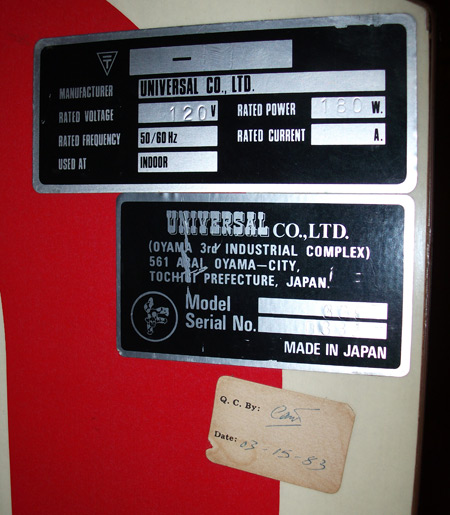 MANUFACTURER UNIVERSAL CO., LTD.
RATED VOLTAGE 120 V RATED POWER 180 W.
RATED FREQUENCY 50/60 Hz RATED CURRENT A.
USED AT INDOOR
UNIVERSAL CO.,LTD.
(OYAMA 3rd INDUSTRIAL COMPLEX)
561 ARAI, OYAMA-CITY,
TOCHIGI PREFECTURE, JAPAN.
Model
Serial No.
MADE IN JAPAN
Q. C. By:
Date: 03-15-83